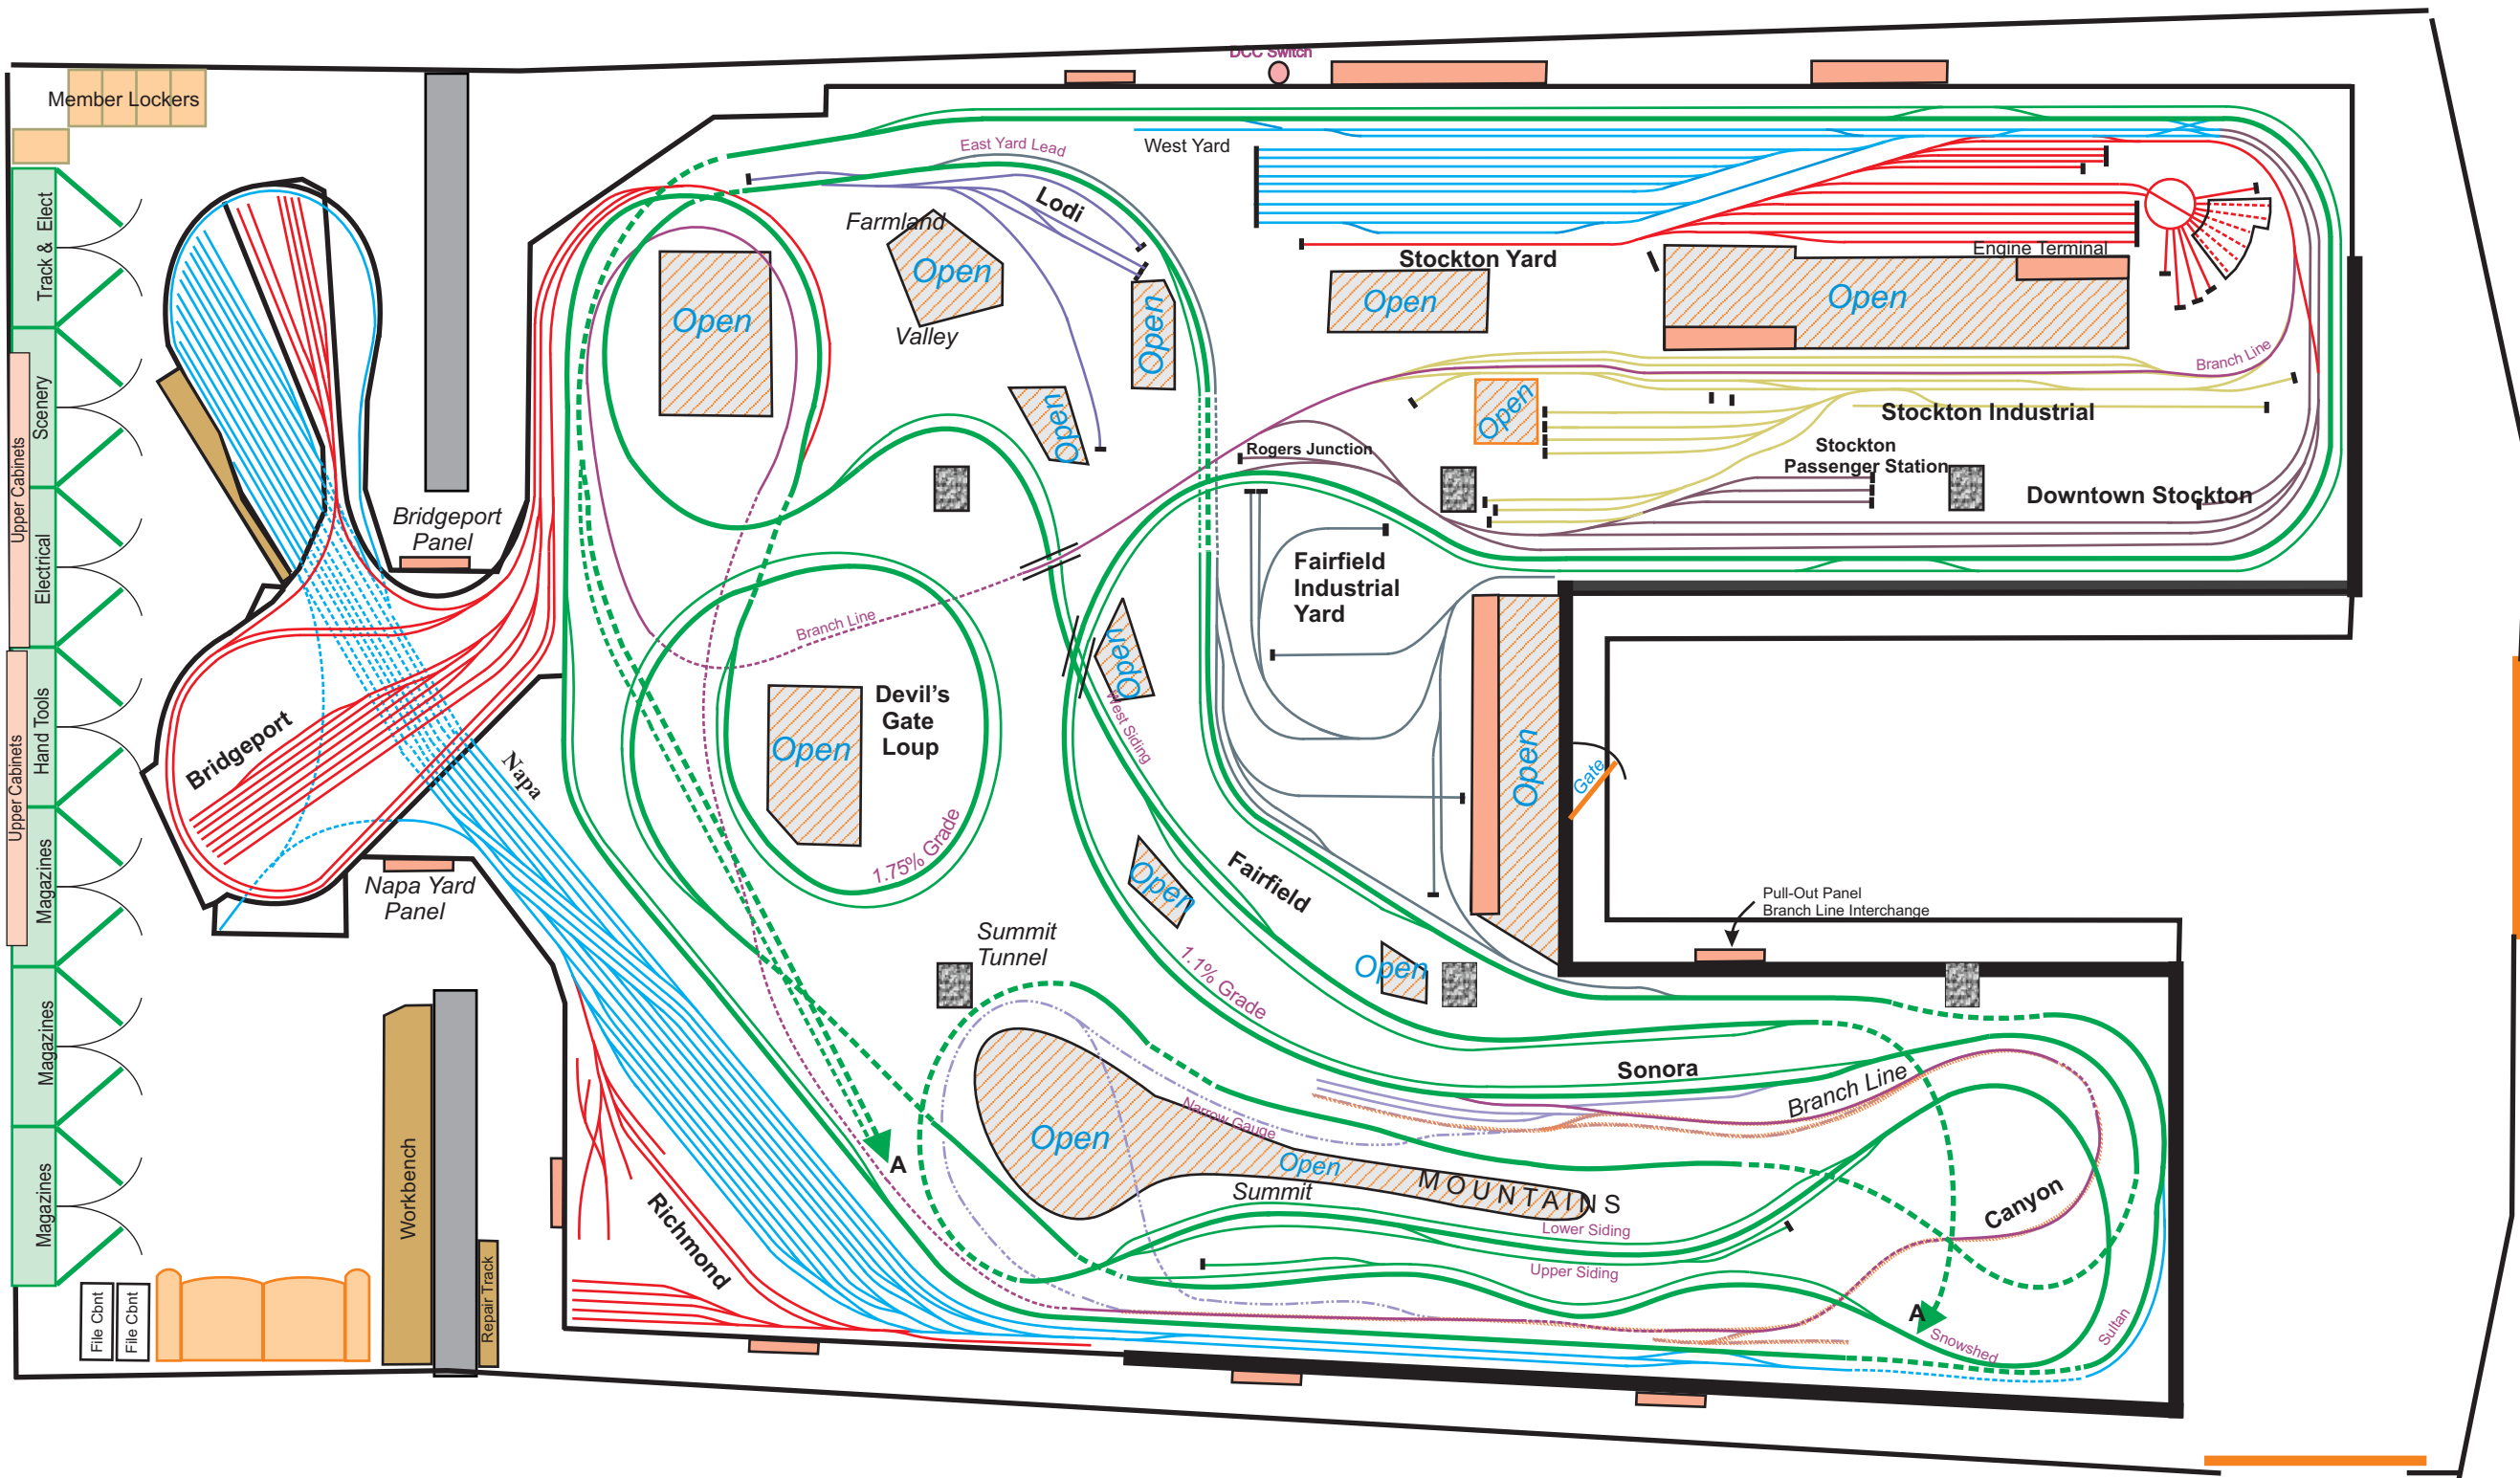 DCC Switch
Member Lockers
West Yard
East Yard Lead
Lodi
Farmland
Valley
Open
Open
Open
Open
Open
Open
Open
Stockton Yard
Engine Terminal
Branch Line
Stockton Industrial
Stockton
Passenger Station
Downtown Stockton
Rogers Junction
Track & Elect
Scenery
Electrical
Hand Tools
Magazines
Magazines
Magazines
Upper Cabinets
Upper Cabinets
Bridgeport
Panel
Fairfield
Industrial
Yard
Branch Line
Open
West Siding
Devil's
Gate
Loup
Open
1.75% Grade
Bridgeport
Napa
Napa Yard
Panel
Open
Gate
Fairfield
Open
Open
1.1% Grade
Pull-Out Panel
Branch Line Interchange
Summit
Tunnel
Sonora
Branch Line
Narrow Gauge
Open
Open
MOUNTAINS
Summit
Lower Siding
Upper Siding
Canyon
A
A
Snowshed
Sultan
Richmond
Workbench
Repair Track
File Cbnt
File Cbnt